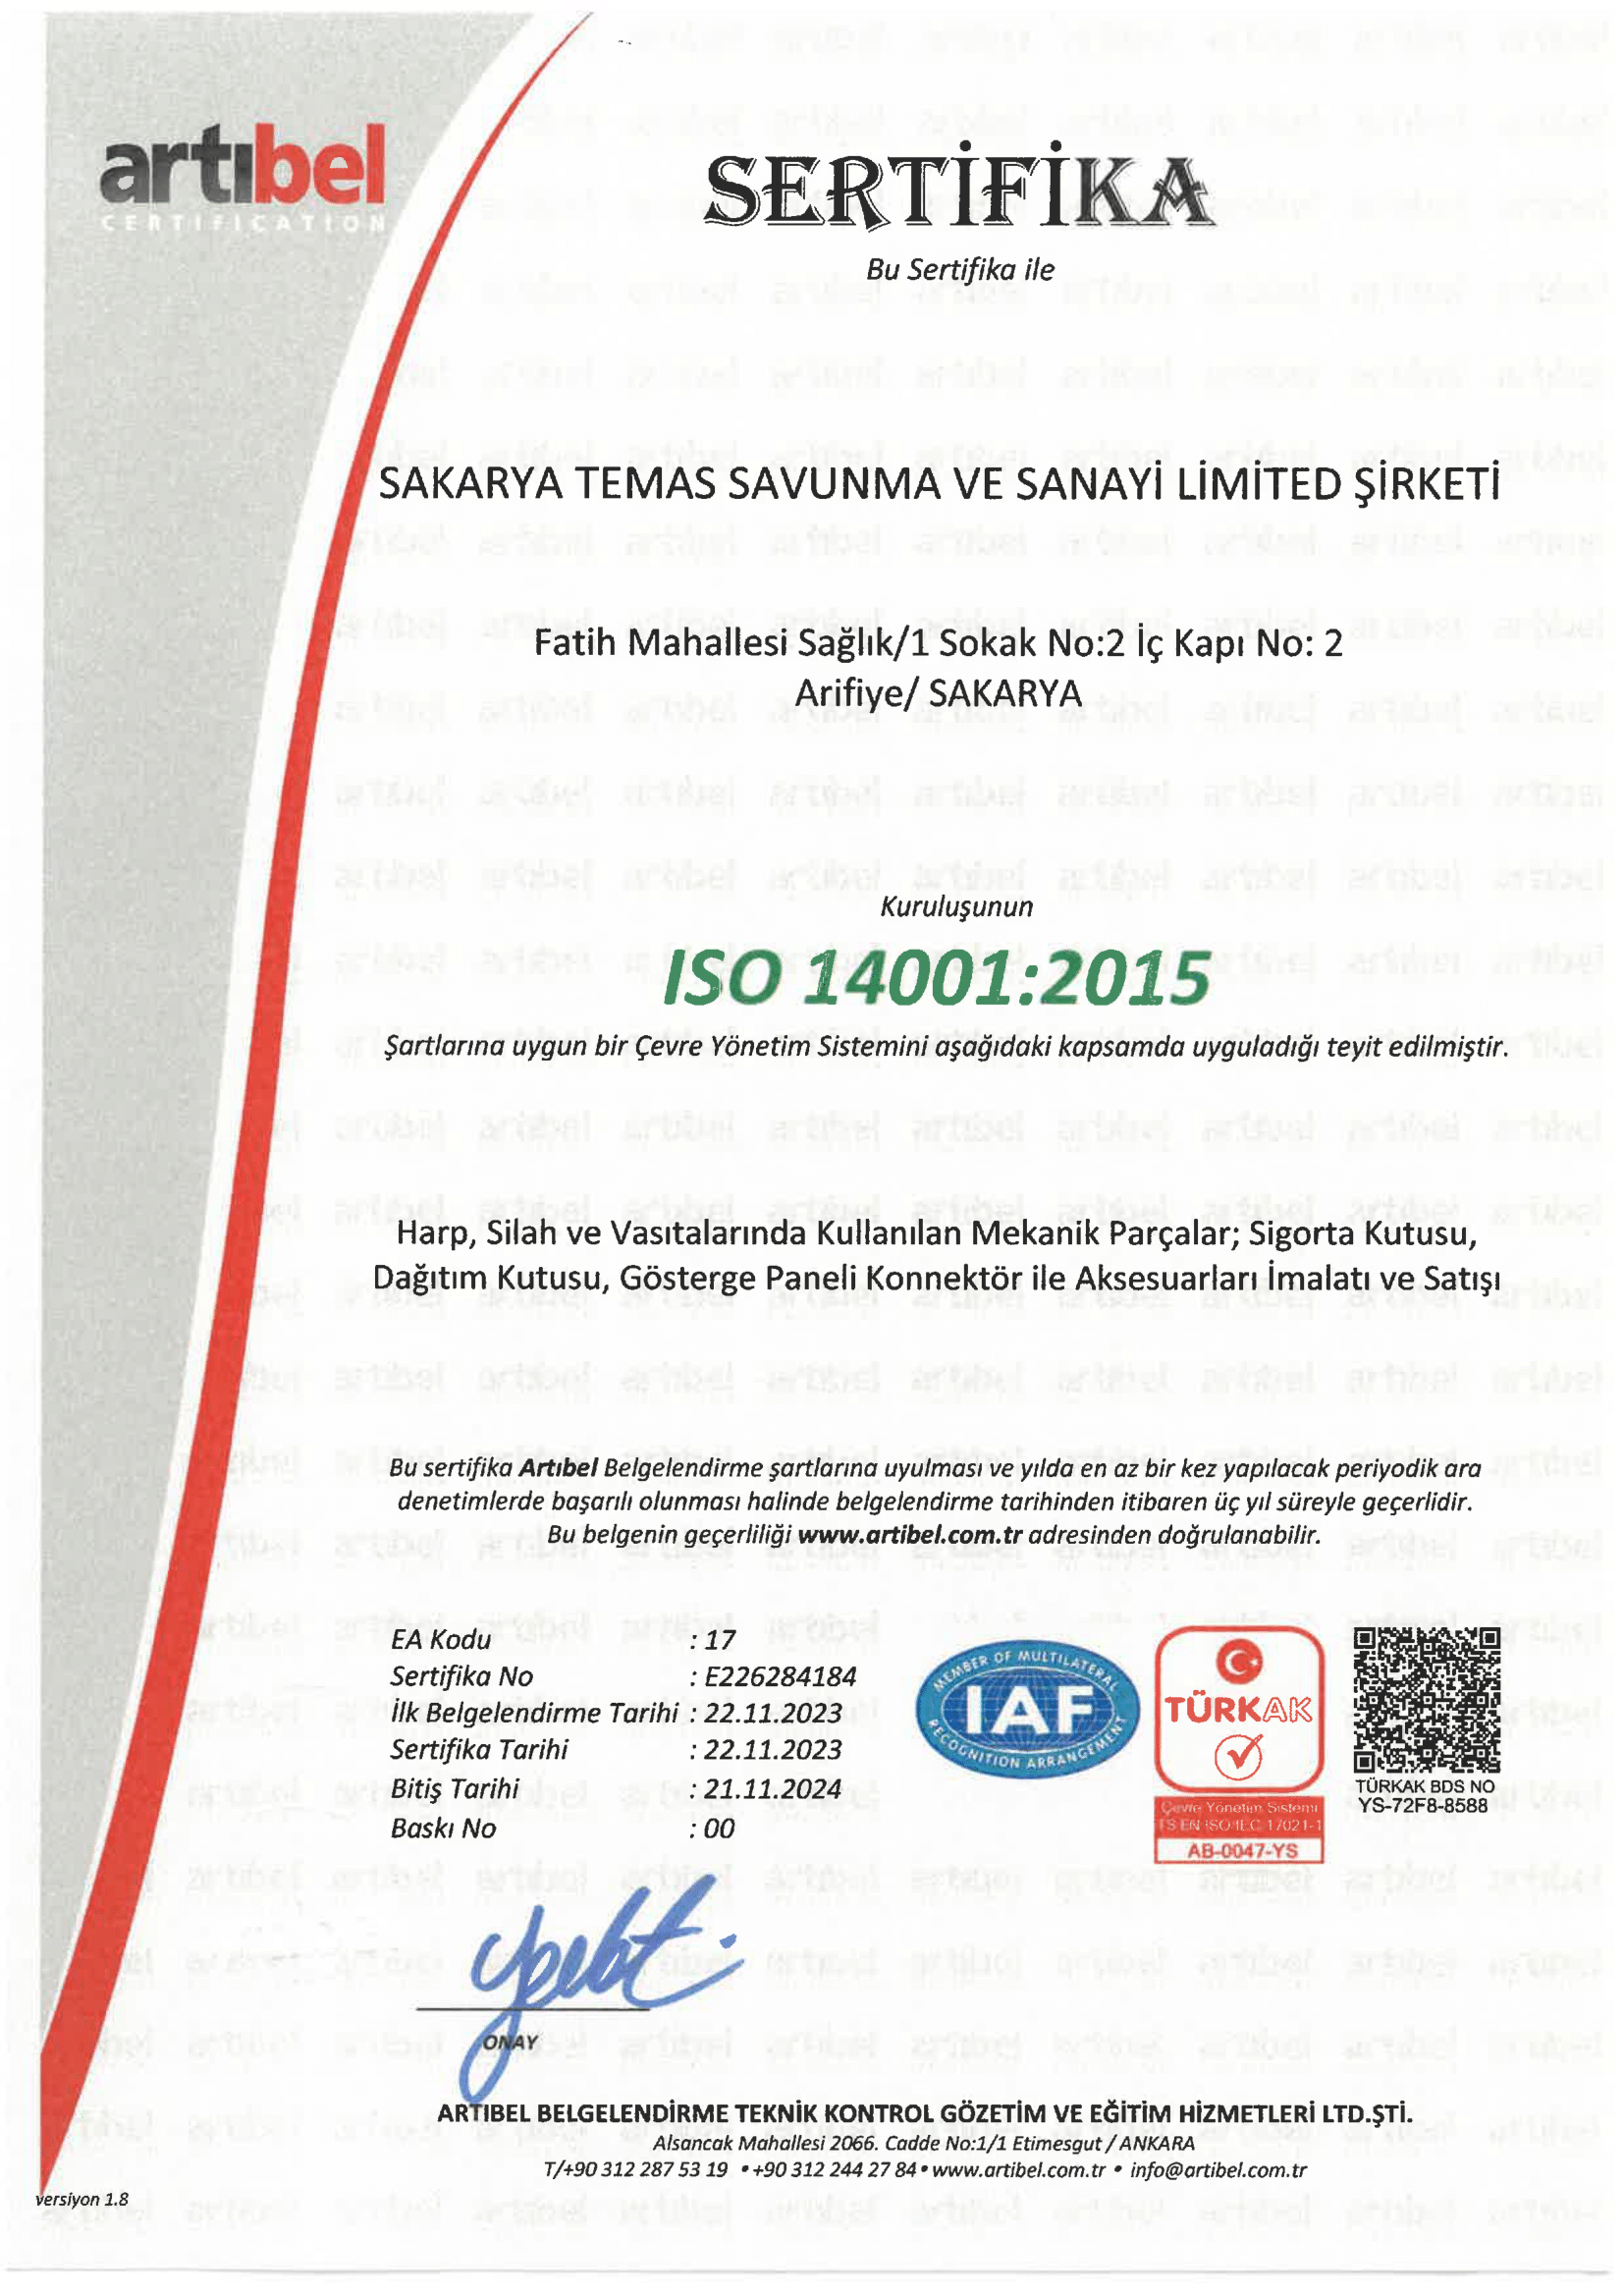 artıbel
CERTIFICATION
SERTİFİKA
Bu Sertifika ile
SAKARYA TEMAS SAVUNMA VE SANAYİ LİMİTED ŞİRKETİ
Fatih Mahallesi Sağlık/1 Sokak No:2 İç Kapı No: 2
Arifiye/ SAKARYA
Kuruluşunun
ISO 14001:2015
Şartlarına uygun bir Çevre Yönetim Sistemini aşağıdaki kapsamda uyguladığı teyit edilmiştir.
Harp, Silah ve Vasıtalarında Kullanılan Mekanik Parçalar; Sigorta Kutusu,
Dağıtım Kutusu, Gösterge Paneli Konnektör ile Aksesuarları İmalatı ve Satışı
Bu sertifika Artıbel Belgelendirme şartlarına uyulması ve yılda en az bir kez yapılacak periyodik ara
denetimlerde başarılı olunması halinde belgelendirme tarihinden itibaren üç yıl süreyle geçerlidir.
Bu belgenin geçerliliği www.artibel.com.tr adresinden doğrulanabilir.
EA Kodu : 17
Sertifika No : E226284184
İlk Belgelendirme Tarihi : 22.11.2023
Sertifika Tarihi : 22.11.2023
Bitiş Tarihi : 21.11.2024
Baskı No : 00
MEMBER OF MULTILATERAL
IAF
RECOGNITION ARRANGEMENT
TÜRKAK
Çevre Yönetim Sistemi
TS EN ISO/IEC 17021-1
AB-0047-YS
TÜRKAK BDS NO
YS-72F8-8588
ONAY
ARTIBEL BELGELENDİRME TEKNİK KONTROL GÖZETİM VE EĞİTİM HİZMETLERİ LTD.ŞTİ.
Alsancak Mahallesi 2066. Cadde No:1/1 Etimesgut / ANKARA
T/+90 312 287 53 19 • +90 312 244 27 84 • www.artibel.com.tr • info@artibel.com.tr
versiyon 1.8